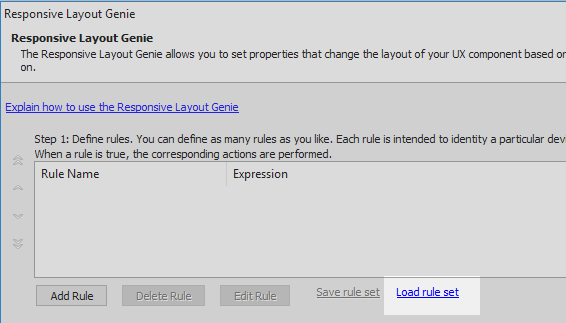 Responsive Layout Genie
Responsive Layout Genie
The Responsive Layout Genie allows you to set properties that change the layout of your UX component based on
on.
Explain how to use the Responsive Layout Genie
Step 1: Define rules. You can define as many rules as you like. Each rule is intended to identity a particular
When a rule is true, the corresponding actions are performed.
Rule Name Expression
Add Rule Delete Rule Edit Rule Save rule set Load rule set